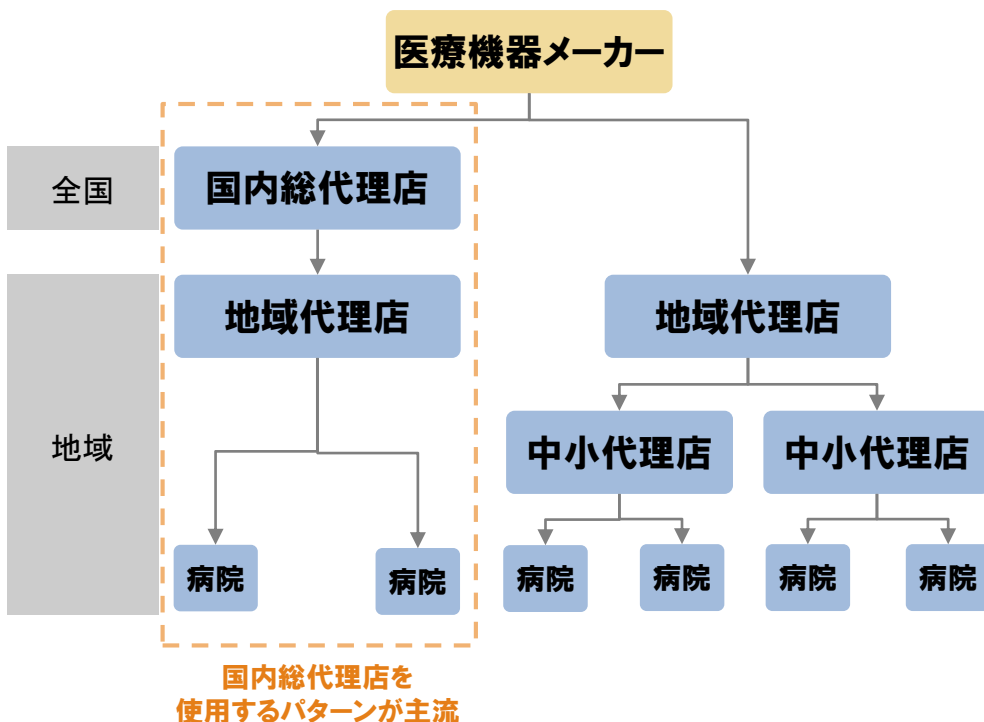 医療機器メーカー
全国
国内総代理店
地域
地域代理店
地域代理店
中小代理店
中小代理店
病院
病院
病院
病院
病院
病院
国内総代理店を
使用するパターンが主流